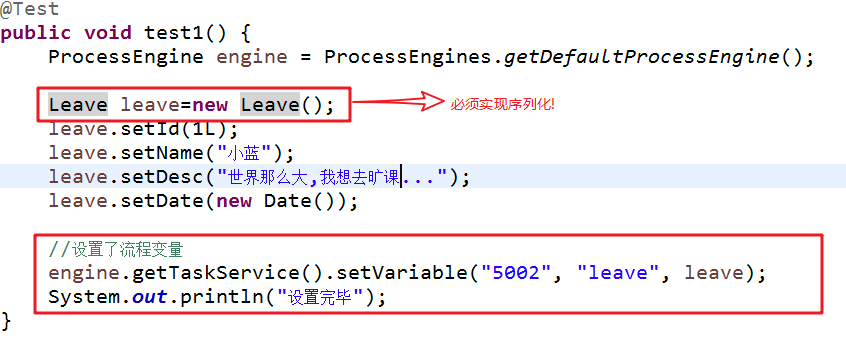 @Test
public void test1() {
ProcessEngine engine = ProcessEngines.getDefaultProcessEngine();
Leave leave=new Leave(); 必须实现序列化!
leave.setId(1L);
leave.setName("小蓝");
leave.setDesc("世界那么大,我想去旷课...");
leave.setDate(new Date());
//设置了流程变量
engine.getTaskService().setVariable("5002", "leave", leave);
System.out.println("设置完毕");
}